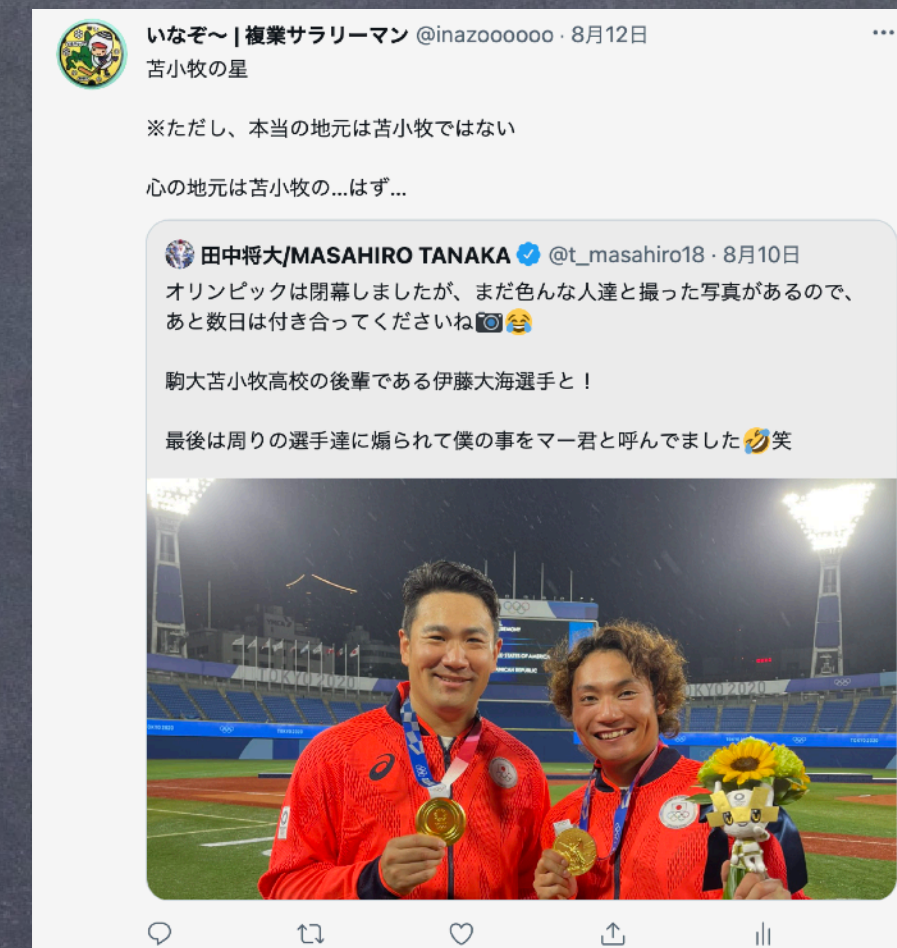 いなぞ〜 | 複業サラリーマン @inazoooooo · 8月12日
苫小牧の星
※ただし、本当の地元は苫小牧ではない
心の地元は苫小牧の...はず...
田中将大/MASAHIRO TANAKA @t_masahiro18 · 8月10日
オリンピックは閉幕しましたが、まだ色んな人達と撮った写真があるので、
あと数日は付き合ってくださいね📷😂
駒大苫小牧高校の後輩である伊藤大海選手と！
最後は周りの選手達に煽られて僕の事をマー君と呼んでました🤣笑
TOKYO 2020
TOKYO 2020